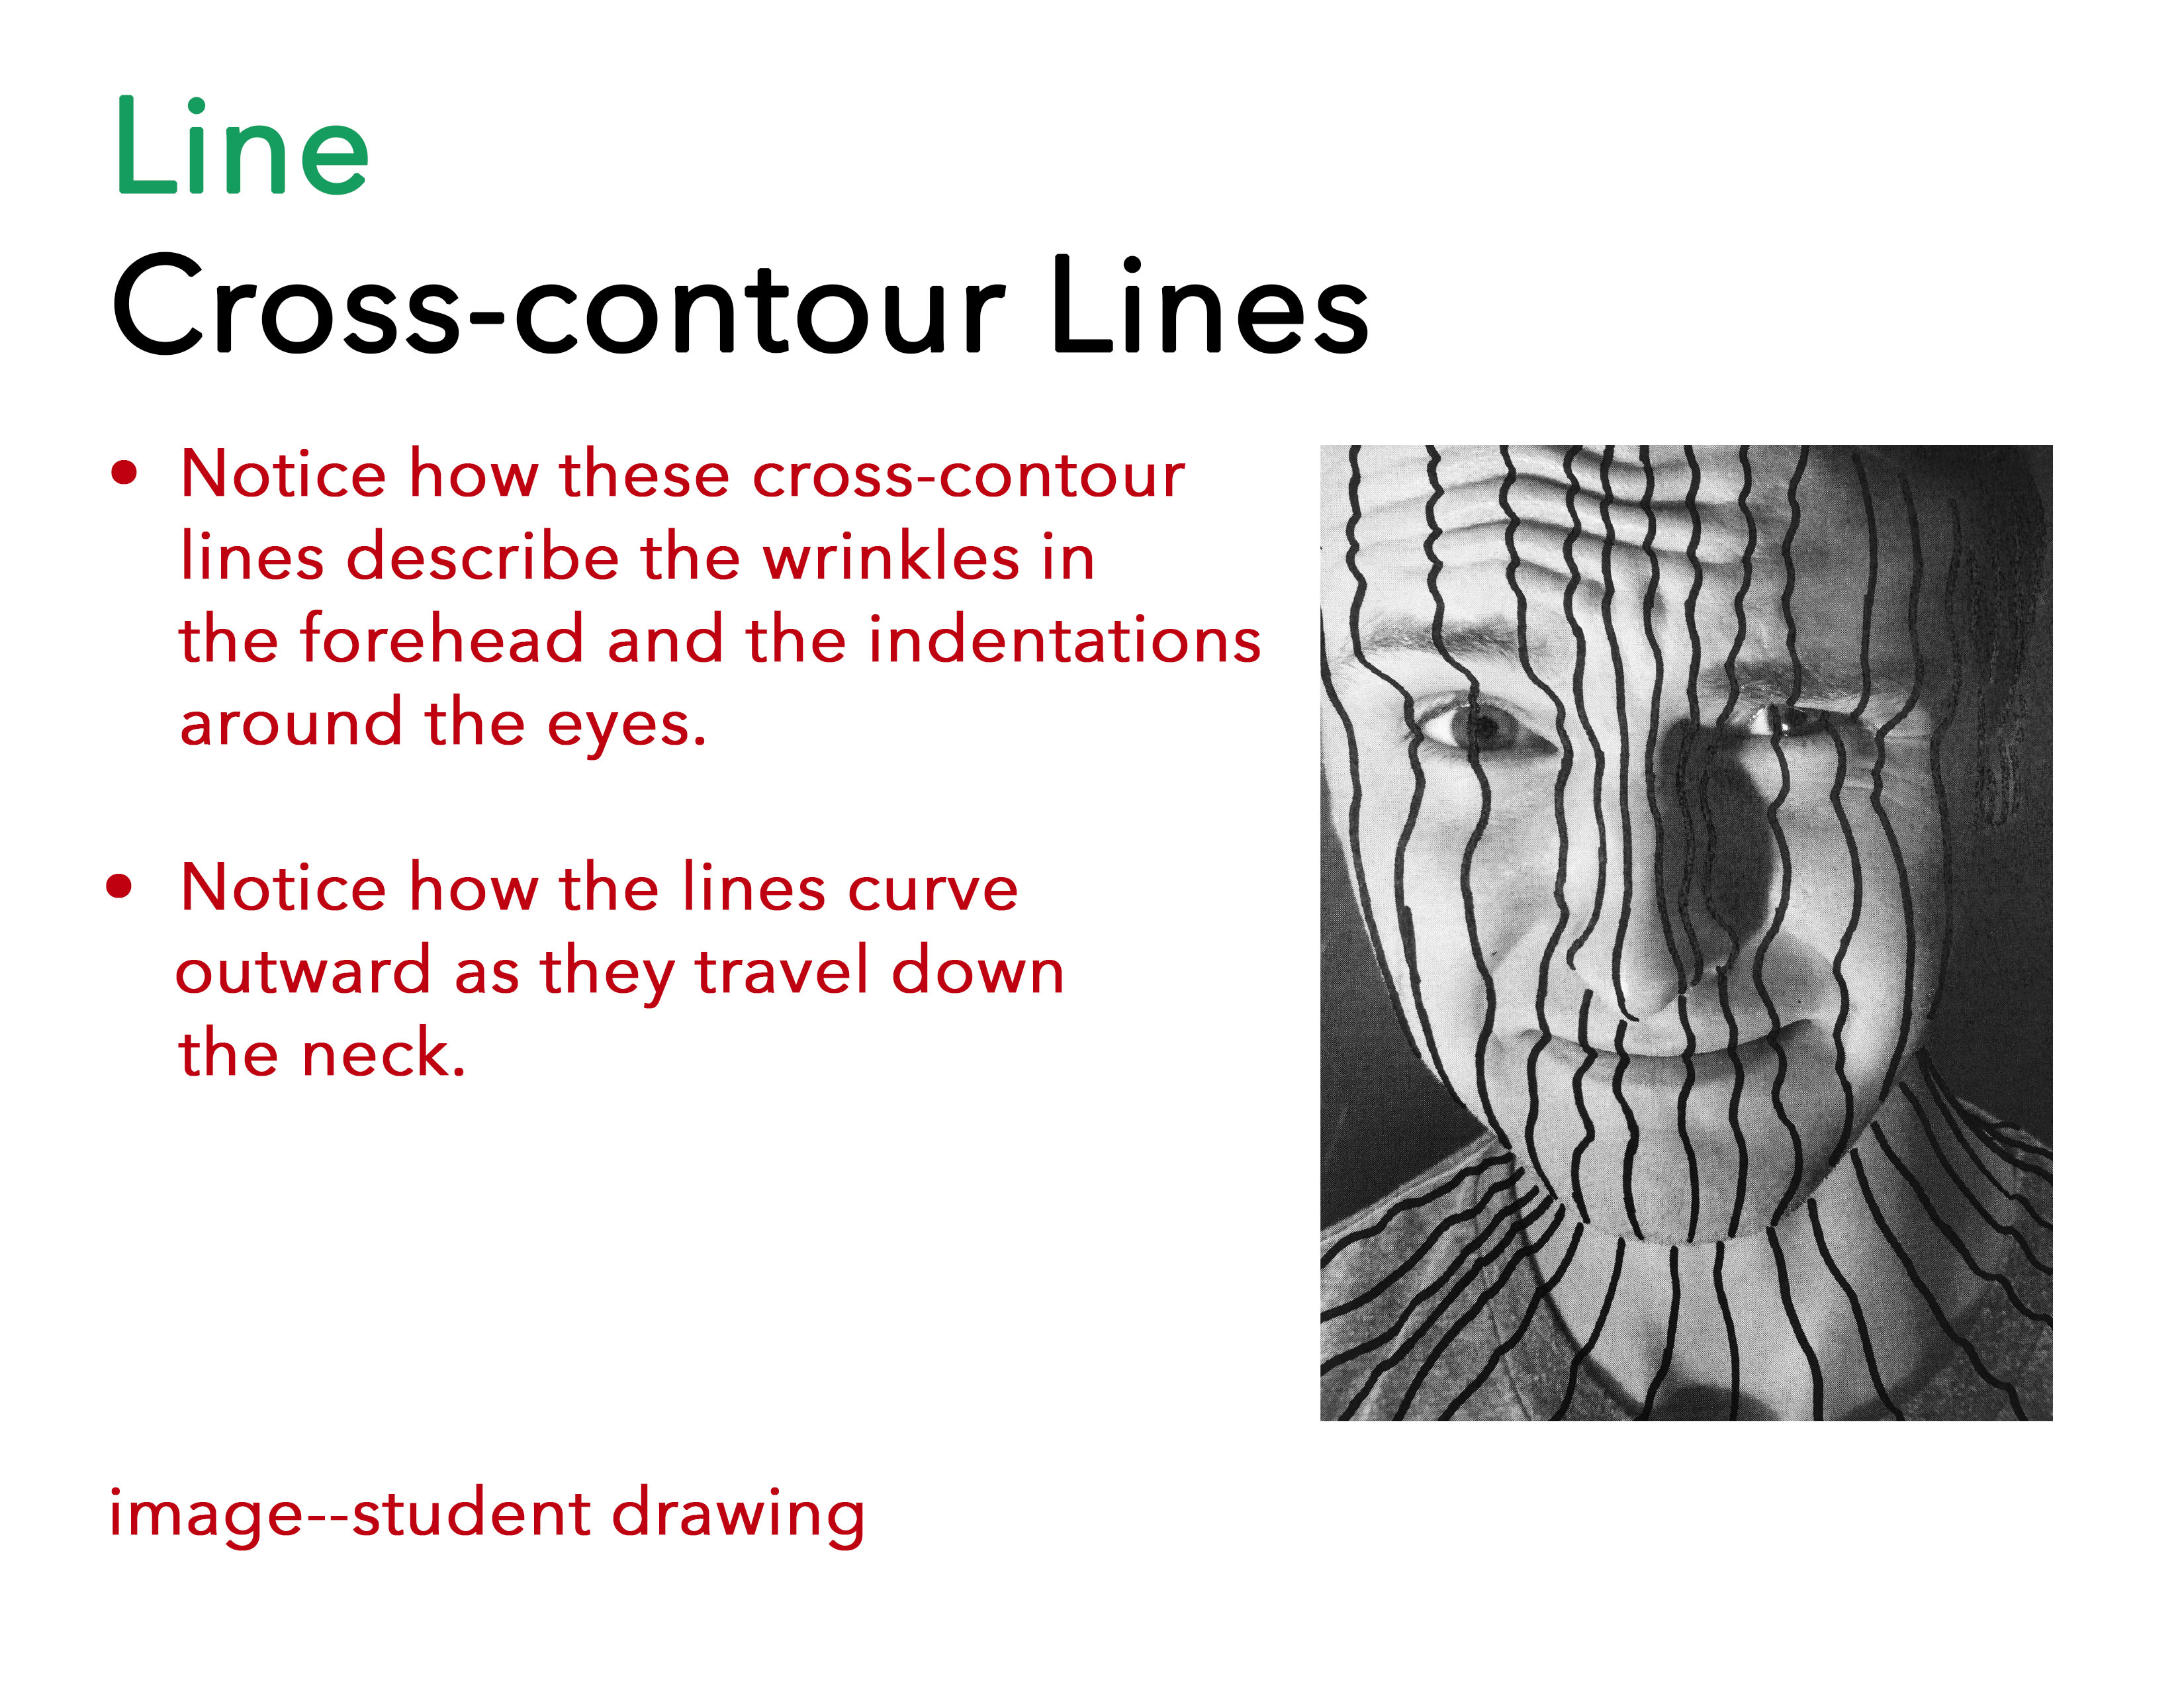 Line
Cross-contour Lines
• Notice how these cross-contour
lines describe the wrinkles in
the forehead and the indentations
around the eyes.
• Notice how the lines curve
outward as they travel down
the neck.
image--student drawing